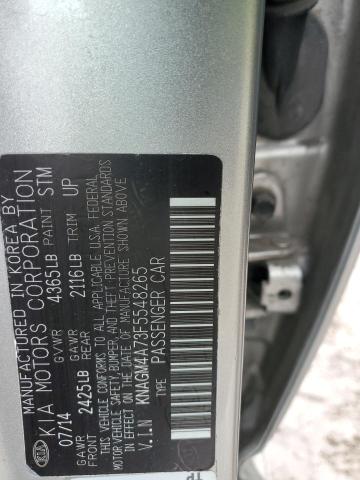 MANUFACTURED IN KOREA BY
KIA MOTORS CORPORATION
07/14 GVWR 4365LB PAINT STM
GAWR FRONT 2425LB GAWR REAR 2116LB TRIM UP
THIS VEHICLE CONFORMS TO ALL APPLICABLE U.S.A. FEDERAL
MOTOR VEHICLE SAFETY, BUMPER, AND THEFT PREVENTION STANDARDS
IN EFFECT ON THE DATE OF MANUFACTURE SHOWN ABOVE
V.I.N : KNAGM4A73F5548265
TYPE : PASSENGER CAR
KIA
TP